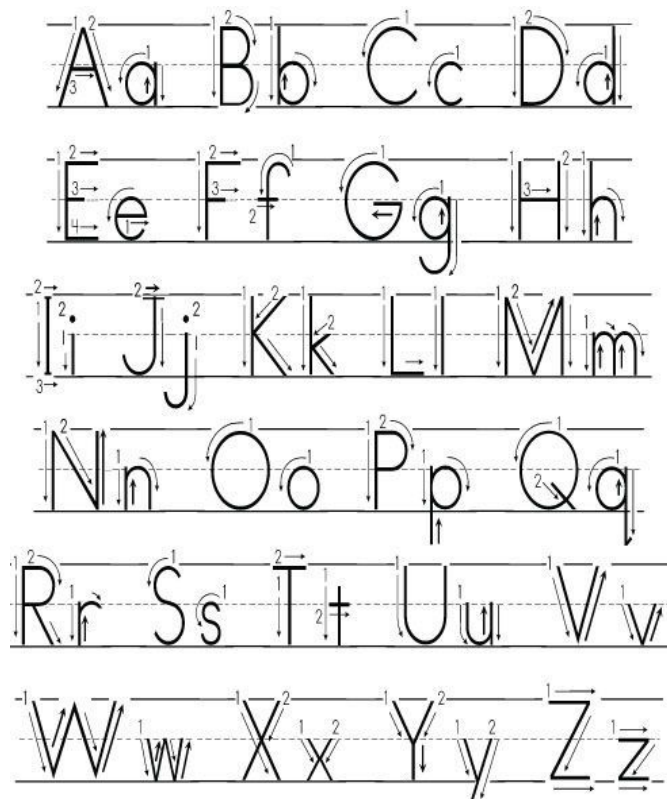 Aa Bb Cc Dd
Ee Ff Gg Hh
Ii Jj Kk Ll Mm
Nn Oo Pp Qq
Rr Ss Tt Uu Vv
Ww Xx Yy Zz